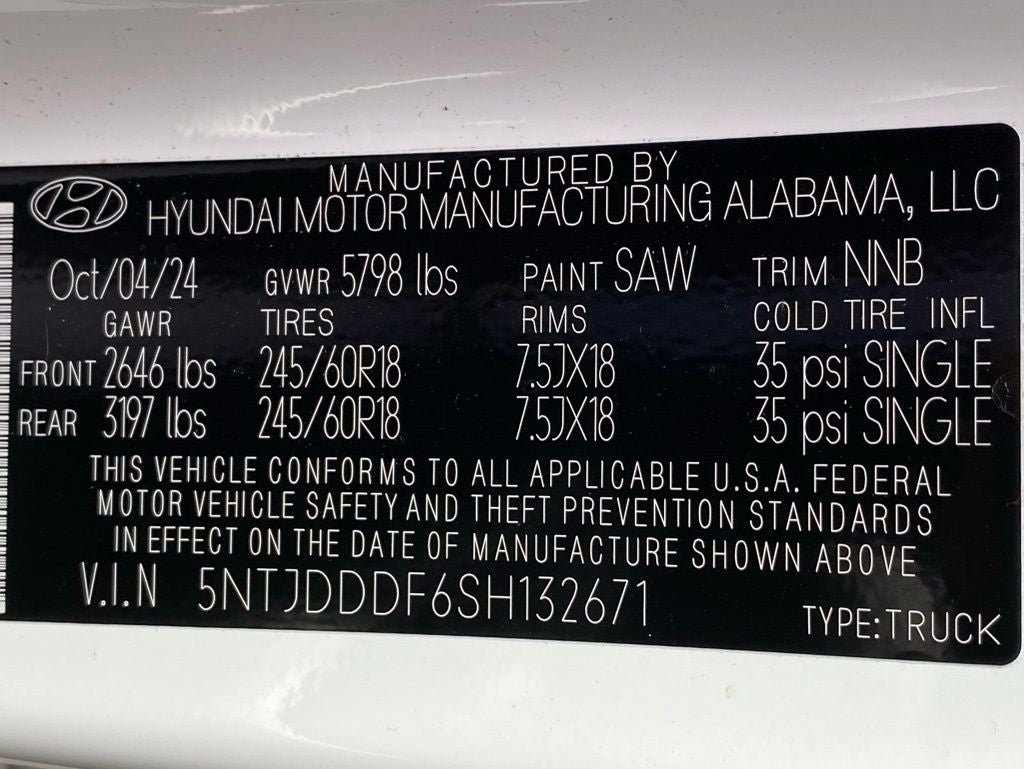 MANUFACTURED BY
HYUNDAI MOTOR MANUFACTURING ALABAMA, LLC
Oct/04/24 GVWR 5798 lbs PAINT SAW TRIM NNB
GAWR TIRES RIMS COLD TIRE INFL
FRONT 2646 lbs 245/60R18 7.5JX18 35 psi SINGLE
REAR 3197 lbs 245/60R18 7.5JX18 35 psi SINGLE
THIS VEHICLE CONFORMS TO ALL APPLICABLE U.S.A. FEDERAL
MOTOR VEHICLE SAFETY AND THEFT PREVENTION STANDARDS
IN EFFECT ON THE DATE OF MANUFACTURE SHOWN ABOVE
V.I.N 5NTJDDDF6SH132671
TYPE:TRUCK